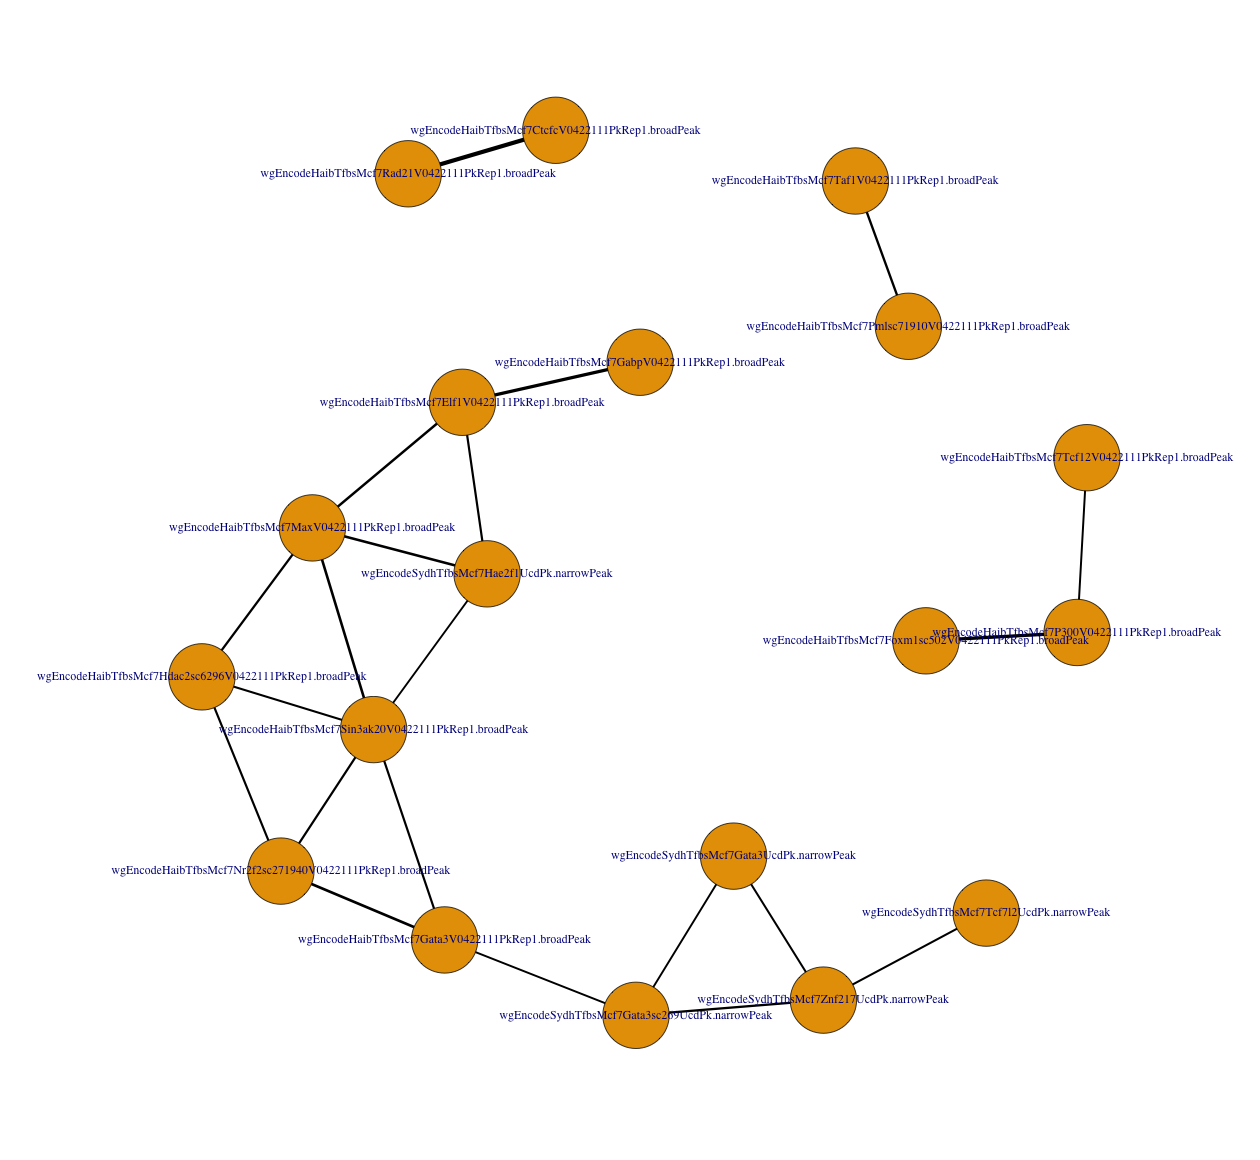 wgEncodeHaibTfbsMcf7CtcfcV0422111PkRep1.broadPeak
wgEncodeHaibTfbsMcf7Rad21V0422111PkRep1.broadPeak
wgEncodeHaibTfbsMcf7Taf1V0422111PkRep1.broadPeak
wgEncodeHaibTfbsMcf7Pmlsc71910V0422111PkRep1.broadPeak
wgEncodeHaibTfbsMcf7GabpV0422111PkRep1.broadPeak
wgEncodeHaibTfbsMcf7Elf1V0422111PkRep1.broadPeak
wgEncodeHaibTfbsMcf7Tcf12V0422111PkRep1.broadPeak
wgEncodeHaibTfbsMcf7MaxV0422111PkRep1.broadPeak
wgEncodeSydhTfbsMcf7Hae2f1UcdPk.narrowPeak
wgEncodeHaibTfbsMcf7P300V0422111PkRep1.broadPeak
wgEncodeHaibTfbsMcf7Foxm1sc502V0422111PkRep1.broadPeak
wgEncodeHaibTfbsMcf7Hdac2sc6296V0422111PkRep1.broadPeak
wgEncodeHaibTfbsMcf7Sin3ak20V0422111PkRep1.broadPeak
wgEncodeSydhTfbsMcf7Gata3UcdPk.narrowPeak
wgEncodeHaibTfbsMcf7Nr2f2sc271940V0422111PkRep1.broadPeak
wgEncodeSydhTfbsMcf7Tcf7l2UcdPk.narrowPeak
wgEncodeHaibTfbsMcf7Gata3V0422111PkRep1.broadPeak
wgEncodeSydhTfbsMcf7Znf217UcdPk.narrowPeak
wgEncodeSydhTfbsMcf7Gata3sc269UcdPk.narrowPeak